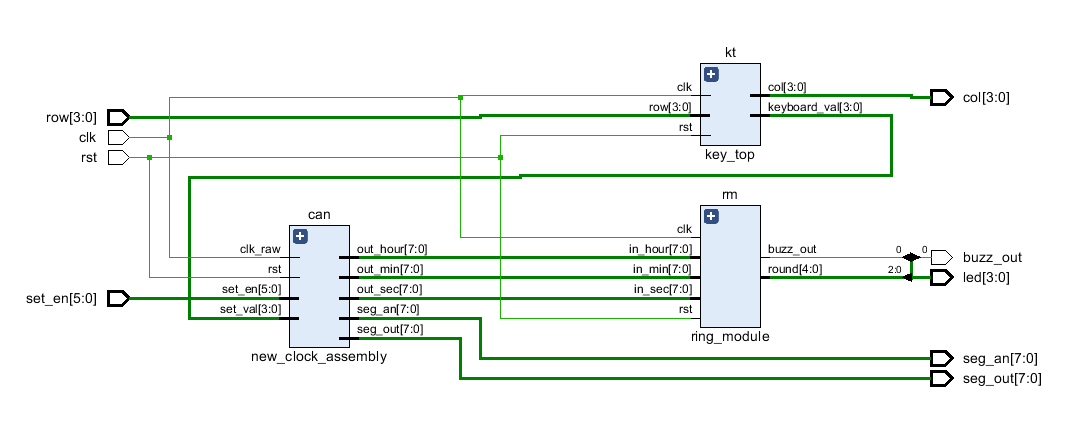 row[3:0]
clk
rst
set_en[5:0]
kt
clk
row[3:0]
rst
col[3:0]
keyboard_val[3:0]
key_top
col[3:0]
can
clk_raw
rst
set_en[5:0]
set_val[3:0]
out_hour[7:0]
out_min[7:0]
out_sec[7:0]
seg_an[7:0]
seg_out[7:0]
new_clock_assembly
rm
clk
in_hour[7:0]
in_min[7:0]
in_sec[7:0]
rst
buzz_out
round[4:0]
ring_module
0
0
2:0
buzz_out
led[3:0]
seg_an[7:0]
seg_out[7:0]